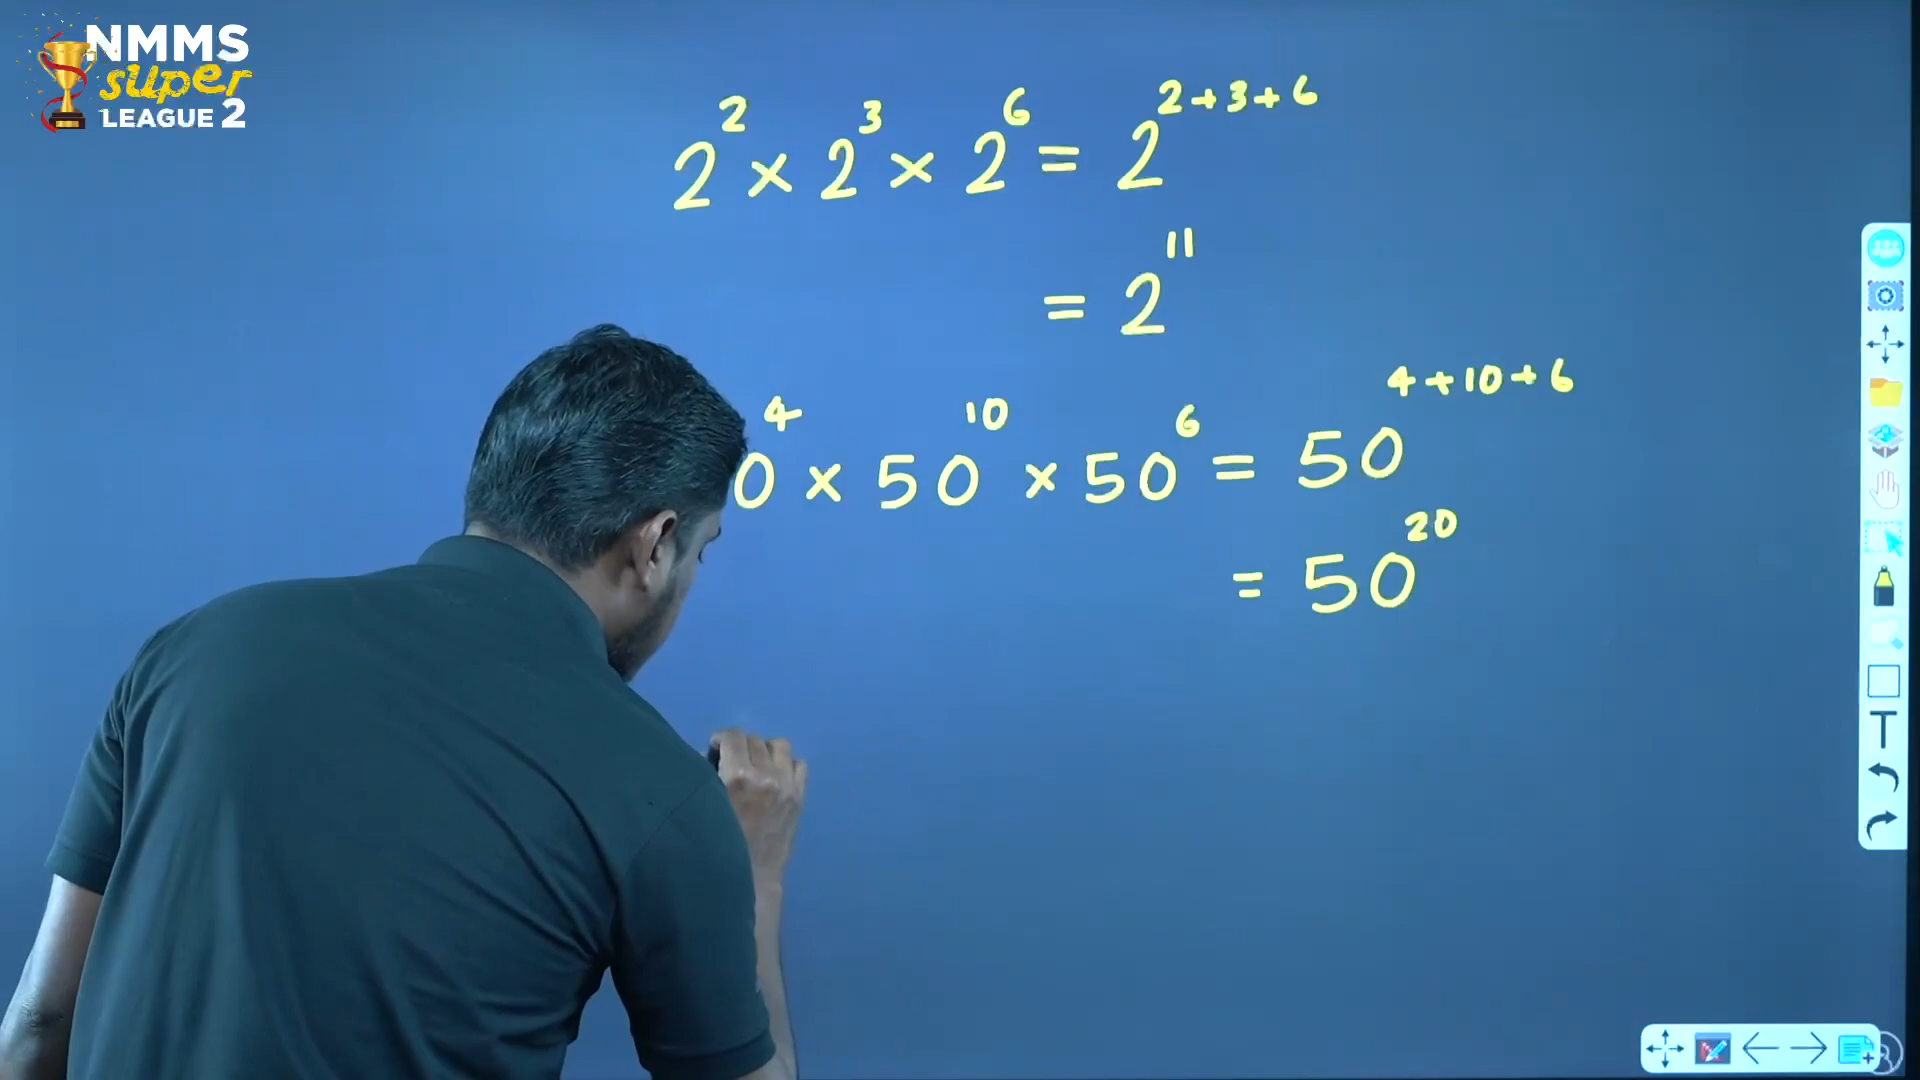 NMMS
super
LEAGUE 2
2² × 2³ × 2⁶ = 2²⁺³⁺⁶
= 2¹¹
0⁴ × 50¹⁰ × 50⁶ = 50⁴⁺¹⁰⁺⁶
= 50²⁰
T